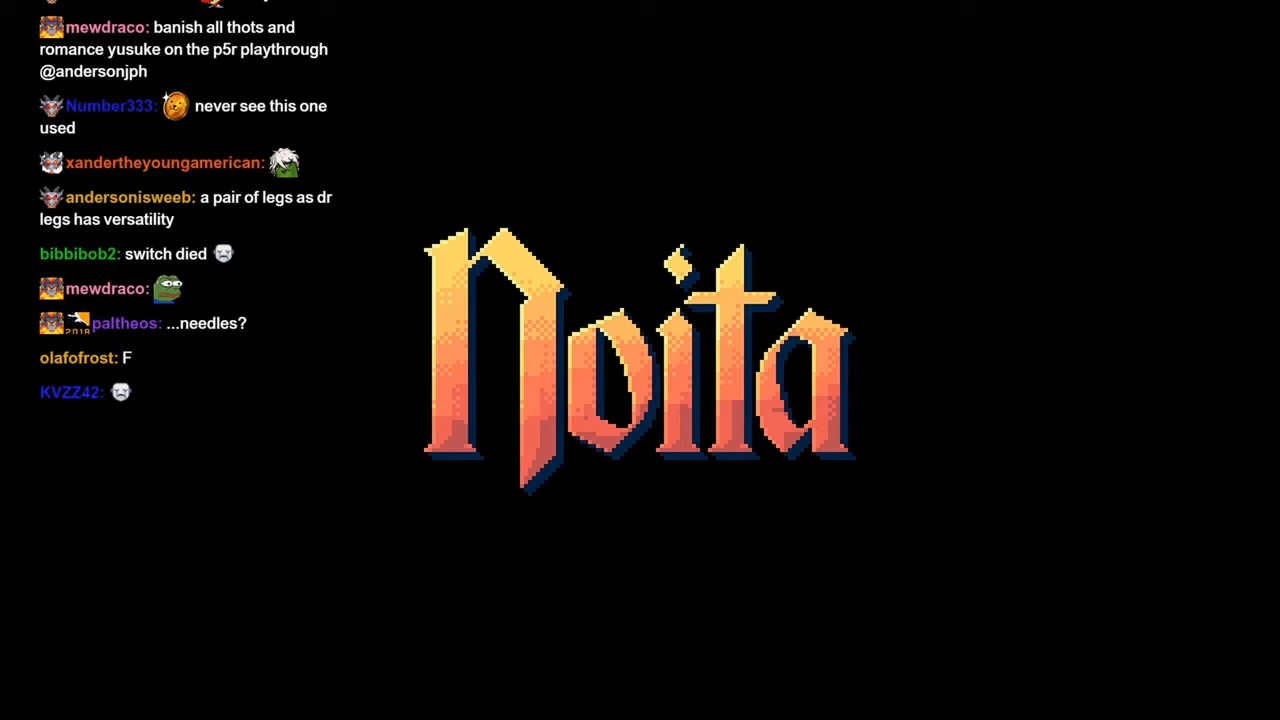 mewdraco: banish all thots and
romance yusuke on the p5r playthrough
@andersonjph
Number333: never see this one
used
xandertheyoungamerican:
andersonisweeb: a pair of legs as dr
legs has versatility
bibbibob2: switch died
mewdraco:
2018 paltheos: ...needles?
olafofrost: F
KVZZ42:
Noita